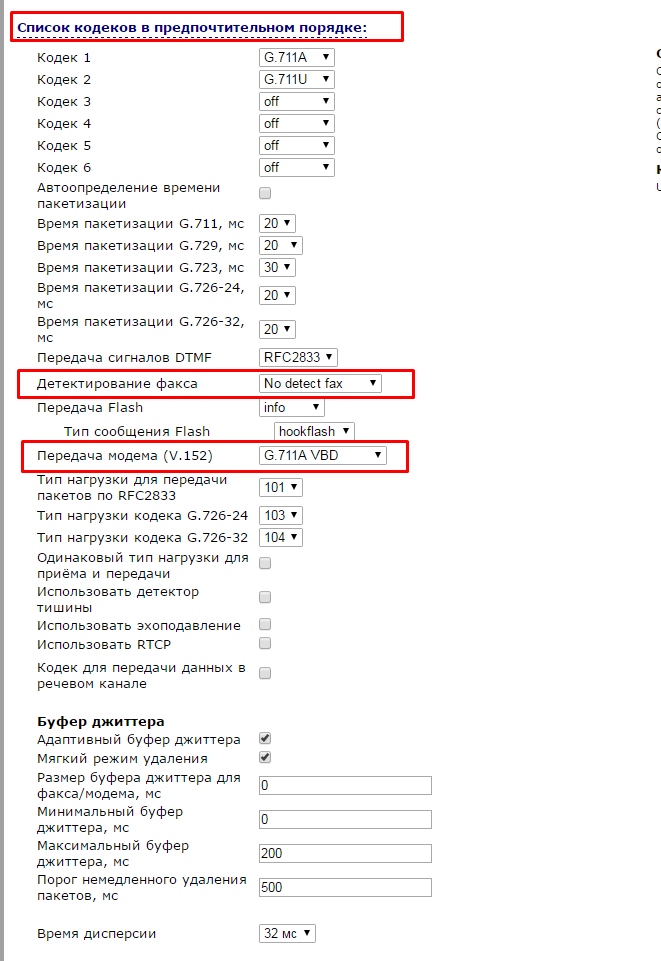 Список кодеков в предпочтительном порядке:
Кодек 1 G.711A
Кодек 2 G.711U
Кодек 3 off
Кодек 4 off
Кодек 5 off
Кодек 6 off
Автоопределение времени
пакетизации
Время пакетизации G.711, мс 20
Время пакетизации G.729, мс 20
Время пакетизации G.723, мс 30
Время пакетизации G.726-24,
мс 20
Время пакетизации G.726-32,
мс 20
Передача сигналов DTMF RFC2833
Детектирование факса No detect fax
Передача Flash info
Тип сообщения Flash hookflash
Передача модема (V.152) G.711A VBD
Тип нагрузки для передачи
пакетов по RFC2833 101
Тип нагрузки кодека G.726-24 103
Тип нагрузки кодека G.726-32 104
Одинаковый тип нагрузки для
приёма и передачи
Использовать детектор
тишины
Использовать эхоподавление
Использовать RTCP
Кодек для передачи данных в
речевом канале
Буфер джиттера
Адаптивный буфер джиттера
Мягкий режим удаления
Размер буфера джиттера для
факса/модема, мс 0
Минимальный буфер
джиттера, мс 0
Максимальный буфер
джиттера, мс 200
Порог немедленного удаления
пакетов, мс 500
Время дисперсии 32 мс